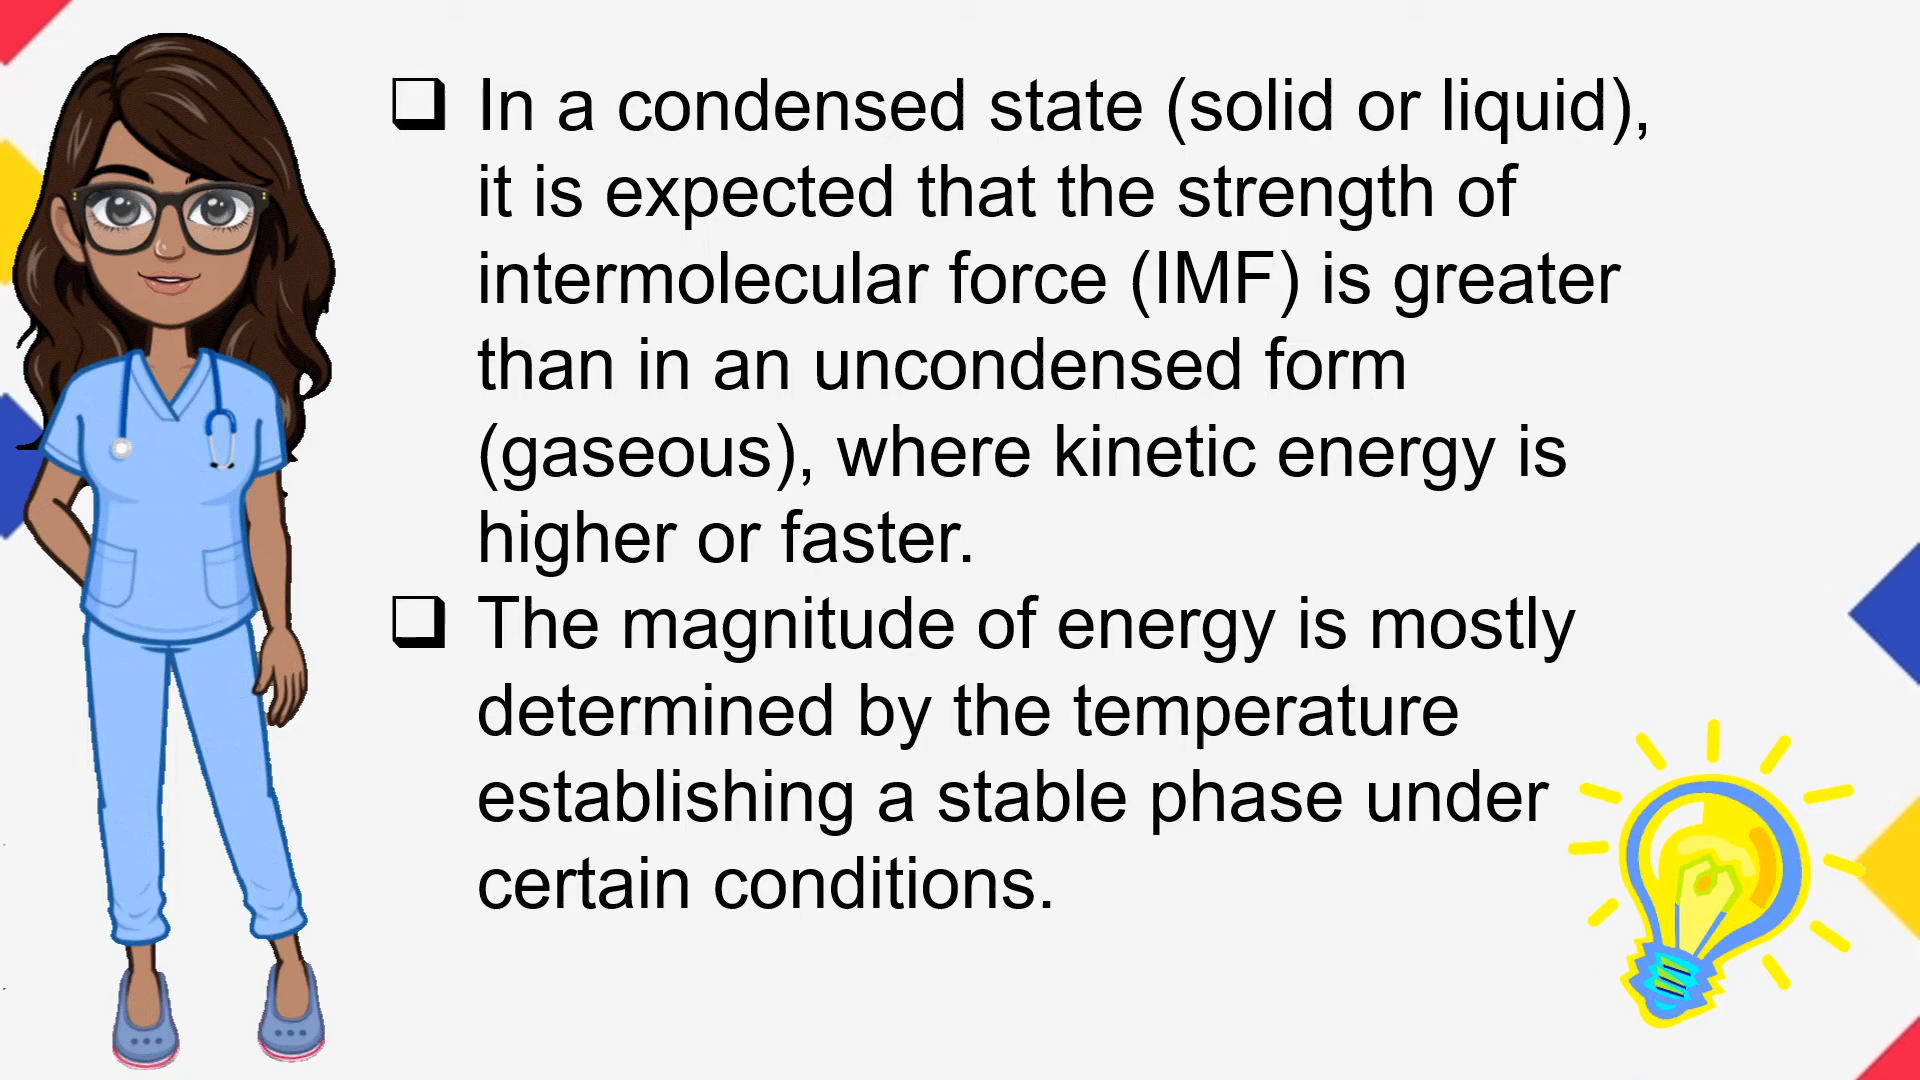 ❑ In a condensed state (solid or liquid),
it is expected that the strength of
intermolecular force (IMF) is greater
than in an uncondensed form
(gaseous), where kinetic energy is
higher or faster.
❑ The magnitude of energy is mostly
determined by the temperature
establishing a stable phase under
certain conditions.